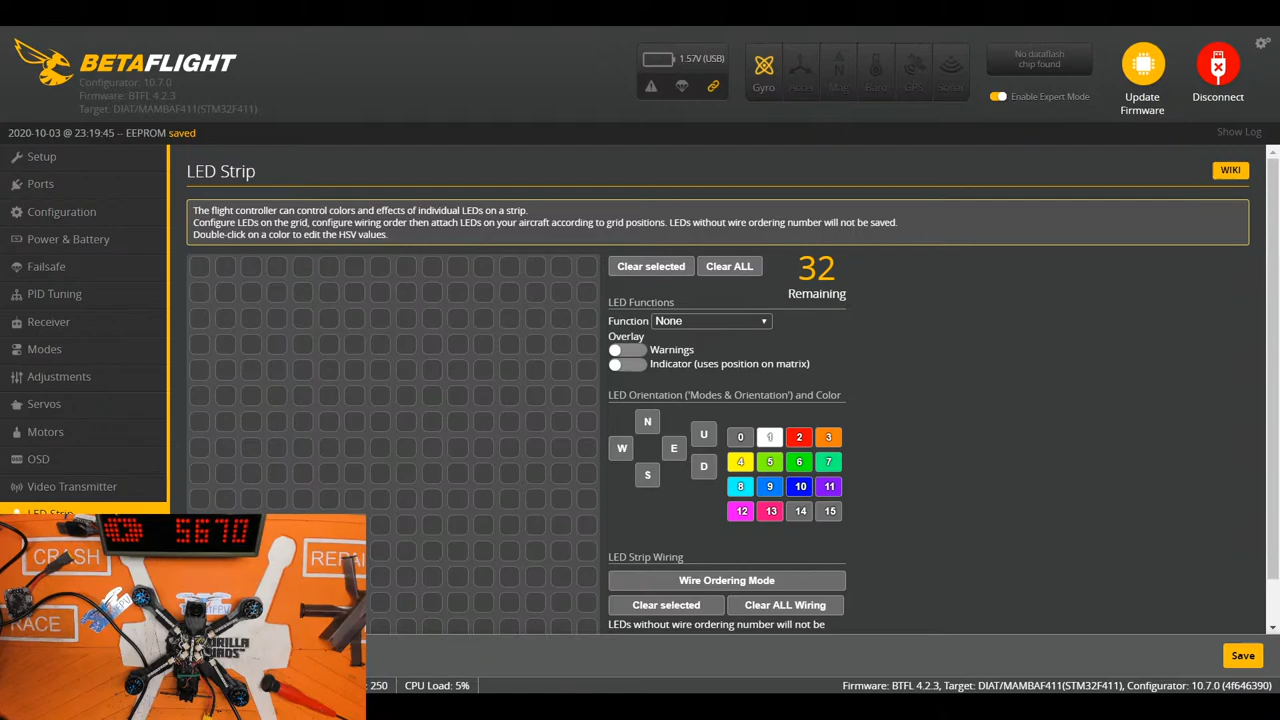 BETAFLIGHT
Configurator: 10.7.0
Firmware: BTFL 4.2.3
Target: DIAT/MAMBAF411(STM32F411)
1.57V (USB)
Gyro
Accel
Mag
Baro
GPS
Sonar
No dataflash
chip found
Enable Expert Mode
Update
Firmware
Disconnect
2020-10-03 @ 23:19:45 -- EEPROM saved
Show Log
Setup
Ports
Configuration
Power & Battery
Failsafe
PID Tuning
Receiver
Modes
Adjustments
Servos
Motors
OSD
Video Transmitter
LED Strip
LED Strip
WIKI
The flight controller can control colors and effects of individual LEDs on a strip.
Configure LEDs on the grid, configure wiring order then attach LEDs on your aircraft according to grid positions. LEDs without wire ordering number will not be saved.
Double-click on a color to edit the HSV values.
Clear selected
Clear ALL
32
Remaining
LED Functions
Function None
Overlay
Warnings
Indicator (uses position on matrix)
LED Orientation ('Modes & Orientation') and Color
N
W E
S
U
D
0 1 2 3
4 5 6 7
8 9 10 11
12 13 14 15
LED Strip Wiring
Wire Ordering Mode
Clear selected
Clear ALL Wiring
LEDs without wire ordering number will not be
Save
250
CPU Load: 5%
Firmware: BTFL 4.2.3, Target: DIAT/MAMBAF411(STM32F411), Configurator: 10.7.0 (4f646390)
5670
CRASH
REPAIR
RACE